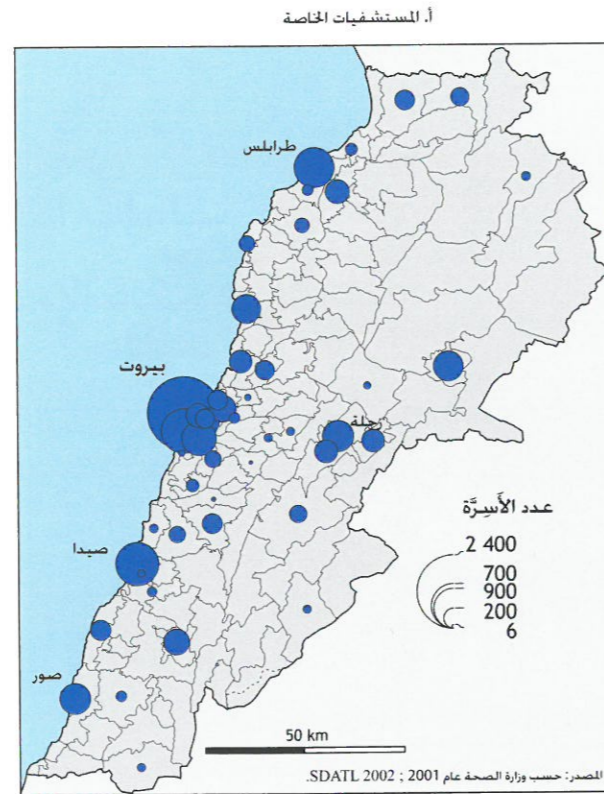 أ. المستشفيات الخاصة
طرابلس
بيروت
زحلة
صيدا
صور
عدد الأَسِرَّة
2 400
700
900
200
6
50 km
المصدر: حسب وزارة الصحة عام 2001 ; SDATL 2002.